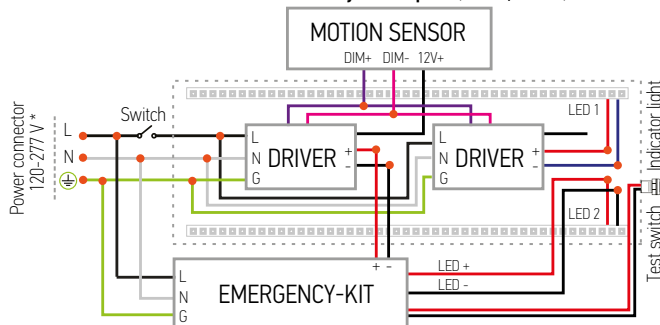 MOTION SENSOR
DIM+ DIM- 12V+
Power connector
120-277 V *
L
N
Switch
L
N
G
DRIVER
+
-
L
N
G
DRIVER
+
-
LED 1
LED 2
Indicator light
Test switch
L
N
G
EMERGENCY-KIT
+ -
LED +
LED -